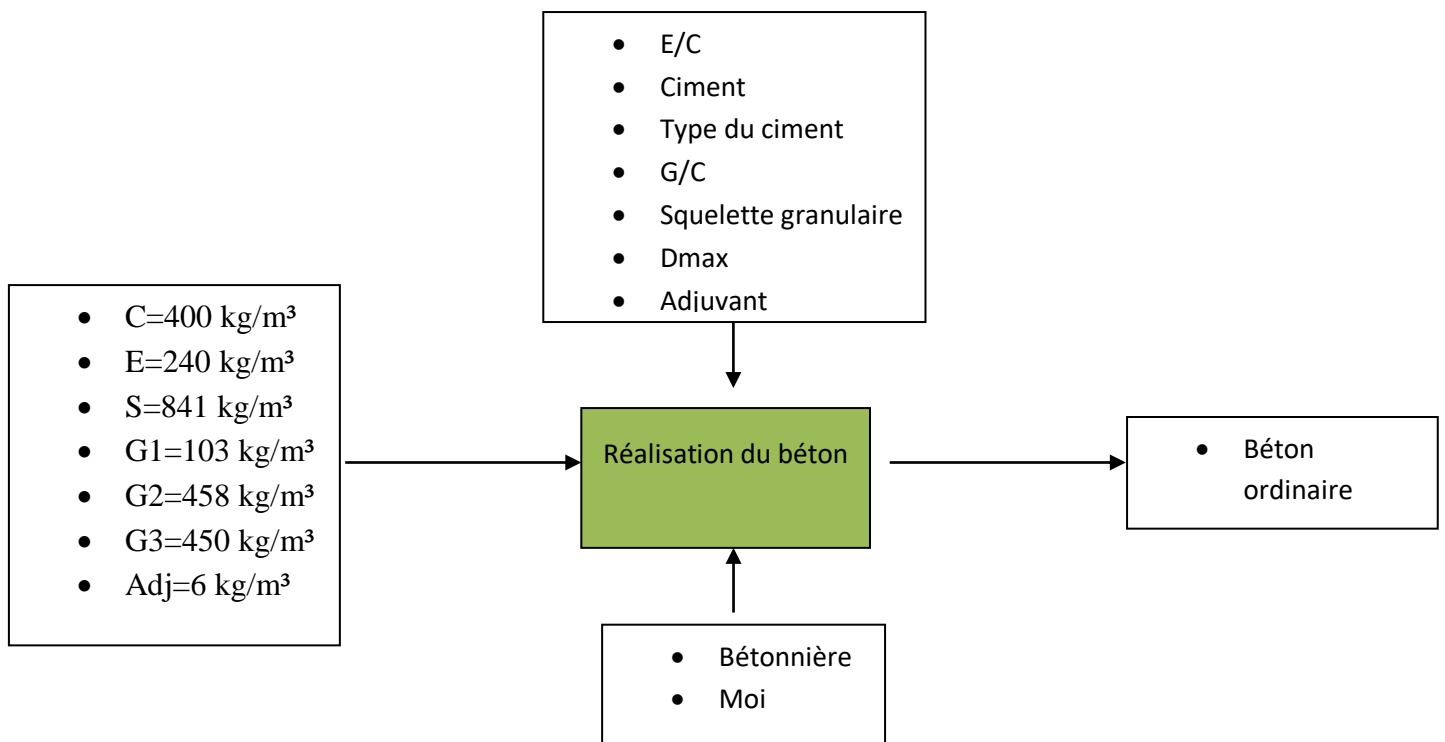 • E/C
• Ciment
• Type du ciment
• G/C
• Squelette granulaire
• Dmax
• Adjuvant
• C=400 kg/m³
• E=240 kg/m³
• S=841 kg/m³
• G1=103 kg/m³
• G2=458 kg/m³
• G3=450 kg/m³
• Adj=6 kg/m³
Réalisation du béton
• Béton
ordinaire
• Bétonnière
• Moi